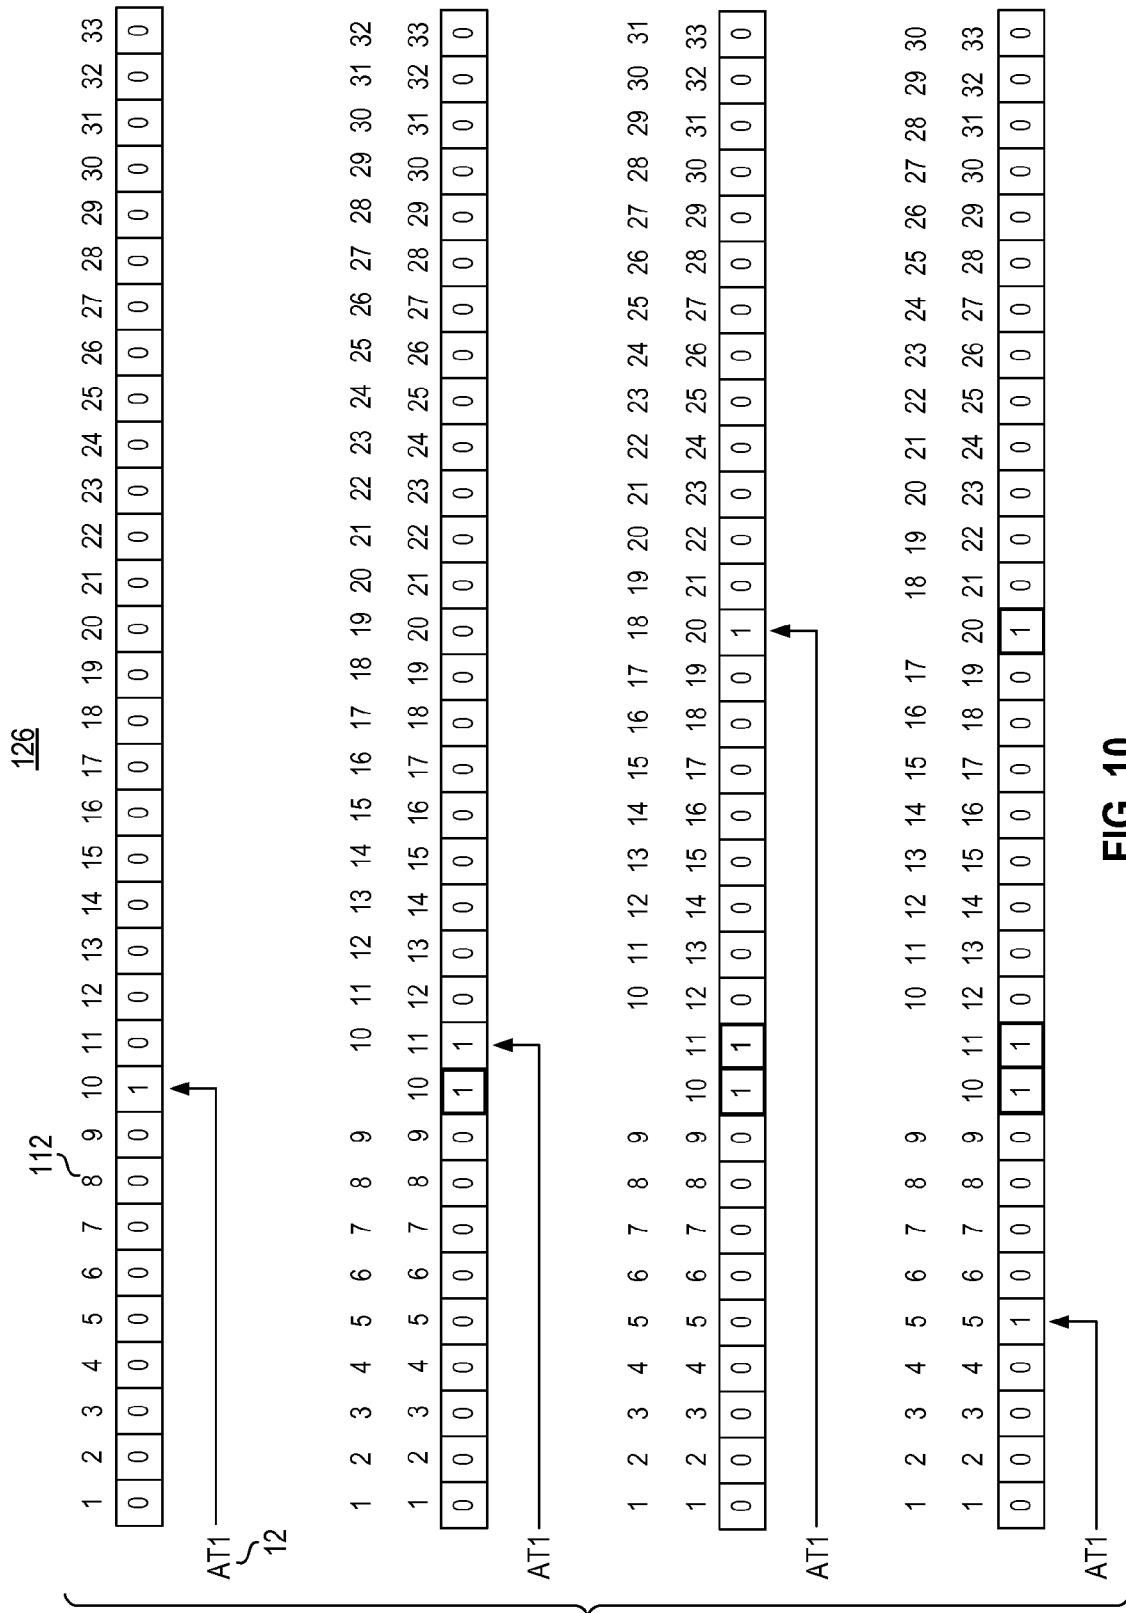 126
112
1 2 3 4 5 6 7 8 9 10 11 12 13 14 15 16 17 18 19 20 21 22 23 24 25 26 27 28 29 30 31 32 33
0 0 0 0 0 0 0 0 0 1 0 0 0 0 0 0 0 0 0 0 0 0 0 0 0 0 0 0 0 0 0 0 0
AT1
12
1 2 3 4 5 6 7 8 9 10 11 12 13 14 15 16 17 18 19 20 21 22 23 24 25 26 27 28 29 30 31 32
1 2 3 4 5 6 7 8 9 10 11 12 13 14 15 16 17 18 19 20 21 22 23 24 25 26 27 28 29 30 31 32 33
0 0 0 0 0 0 0 0 0 1 1 0 0 0 0 0 0 0 0 0 0 0 0 0 0 0 0 0 0 0 0 0 0
AT1
1 2 3 4 5 6 7 8 9 10 11 12 13 14 15 16 17 18 19 20 21 22 23 24 25 26 27 28 29 30 31
1 2 3 4 5 6 7 8 9 10 11 12 13 14 15 16 17 18 19 20 21 22 23 24 25 26 27 28 29 30 31 32 33
0 0 0 0 0 0 0 0 0 1 1 0 0 0 0 0 0 0 0 1 0 0 0 0 0 0 0 0 0 0 0 0 0
AT1
1 2 3 4 5 6 7 8 9 10 11 12 13 14 15 16 17 18 19 20 21 22 23 24 25 26 27 28 29 30
1 2 3 4 5 6 7 8 9 10 11 12 13 14 15 16 17 18 19 20 21 22 23 24 25 26 27 28 29 30 31 32 33
0 0 0 0 1 0 0 0 0 1 1 0 0 0 0 0 0 0 0 1 0 0 0 0 0 0 0 0 0 0 0 0 0
AT1
FIG. 10